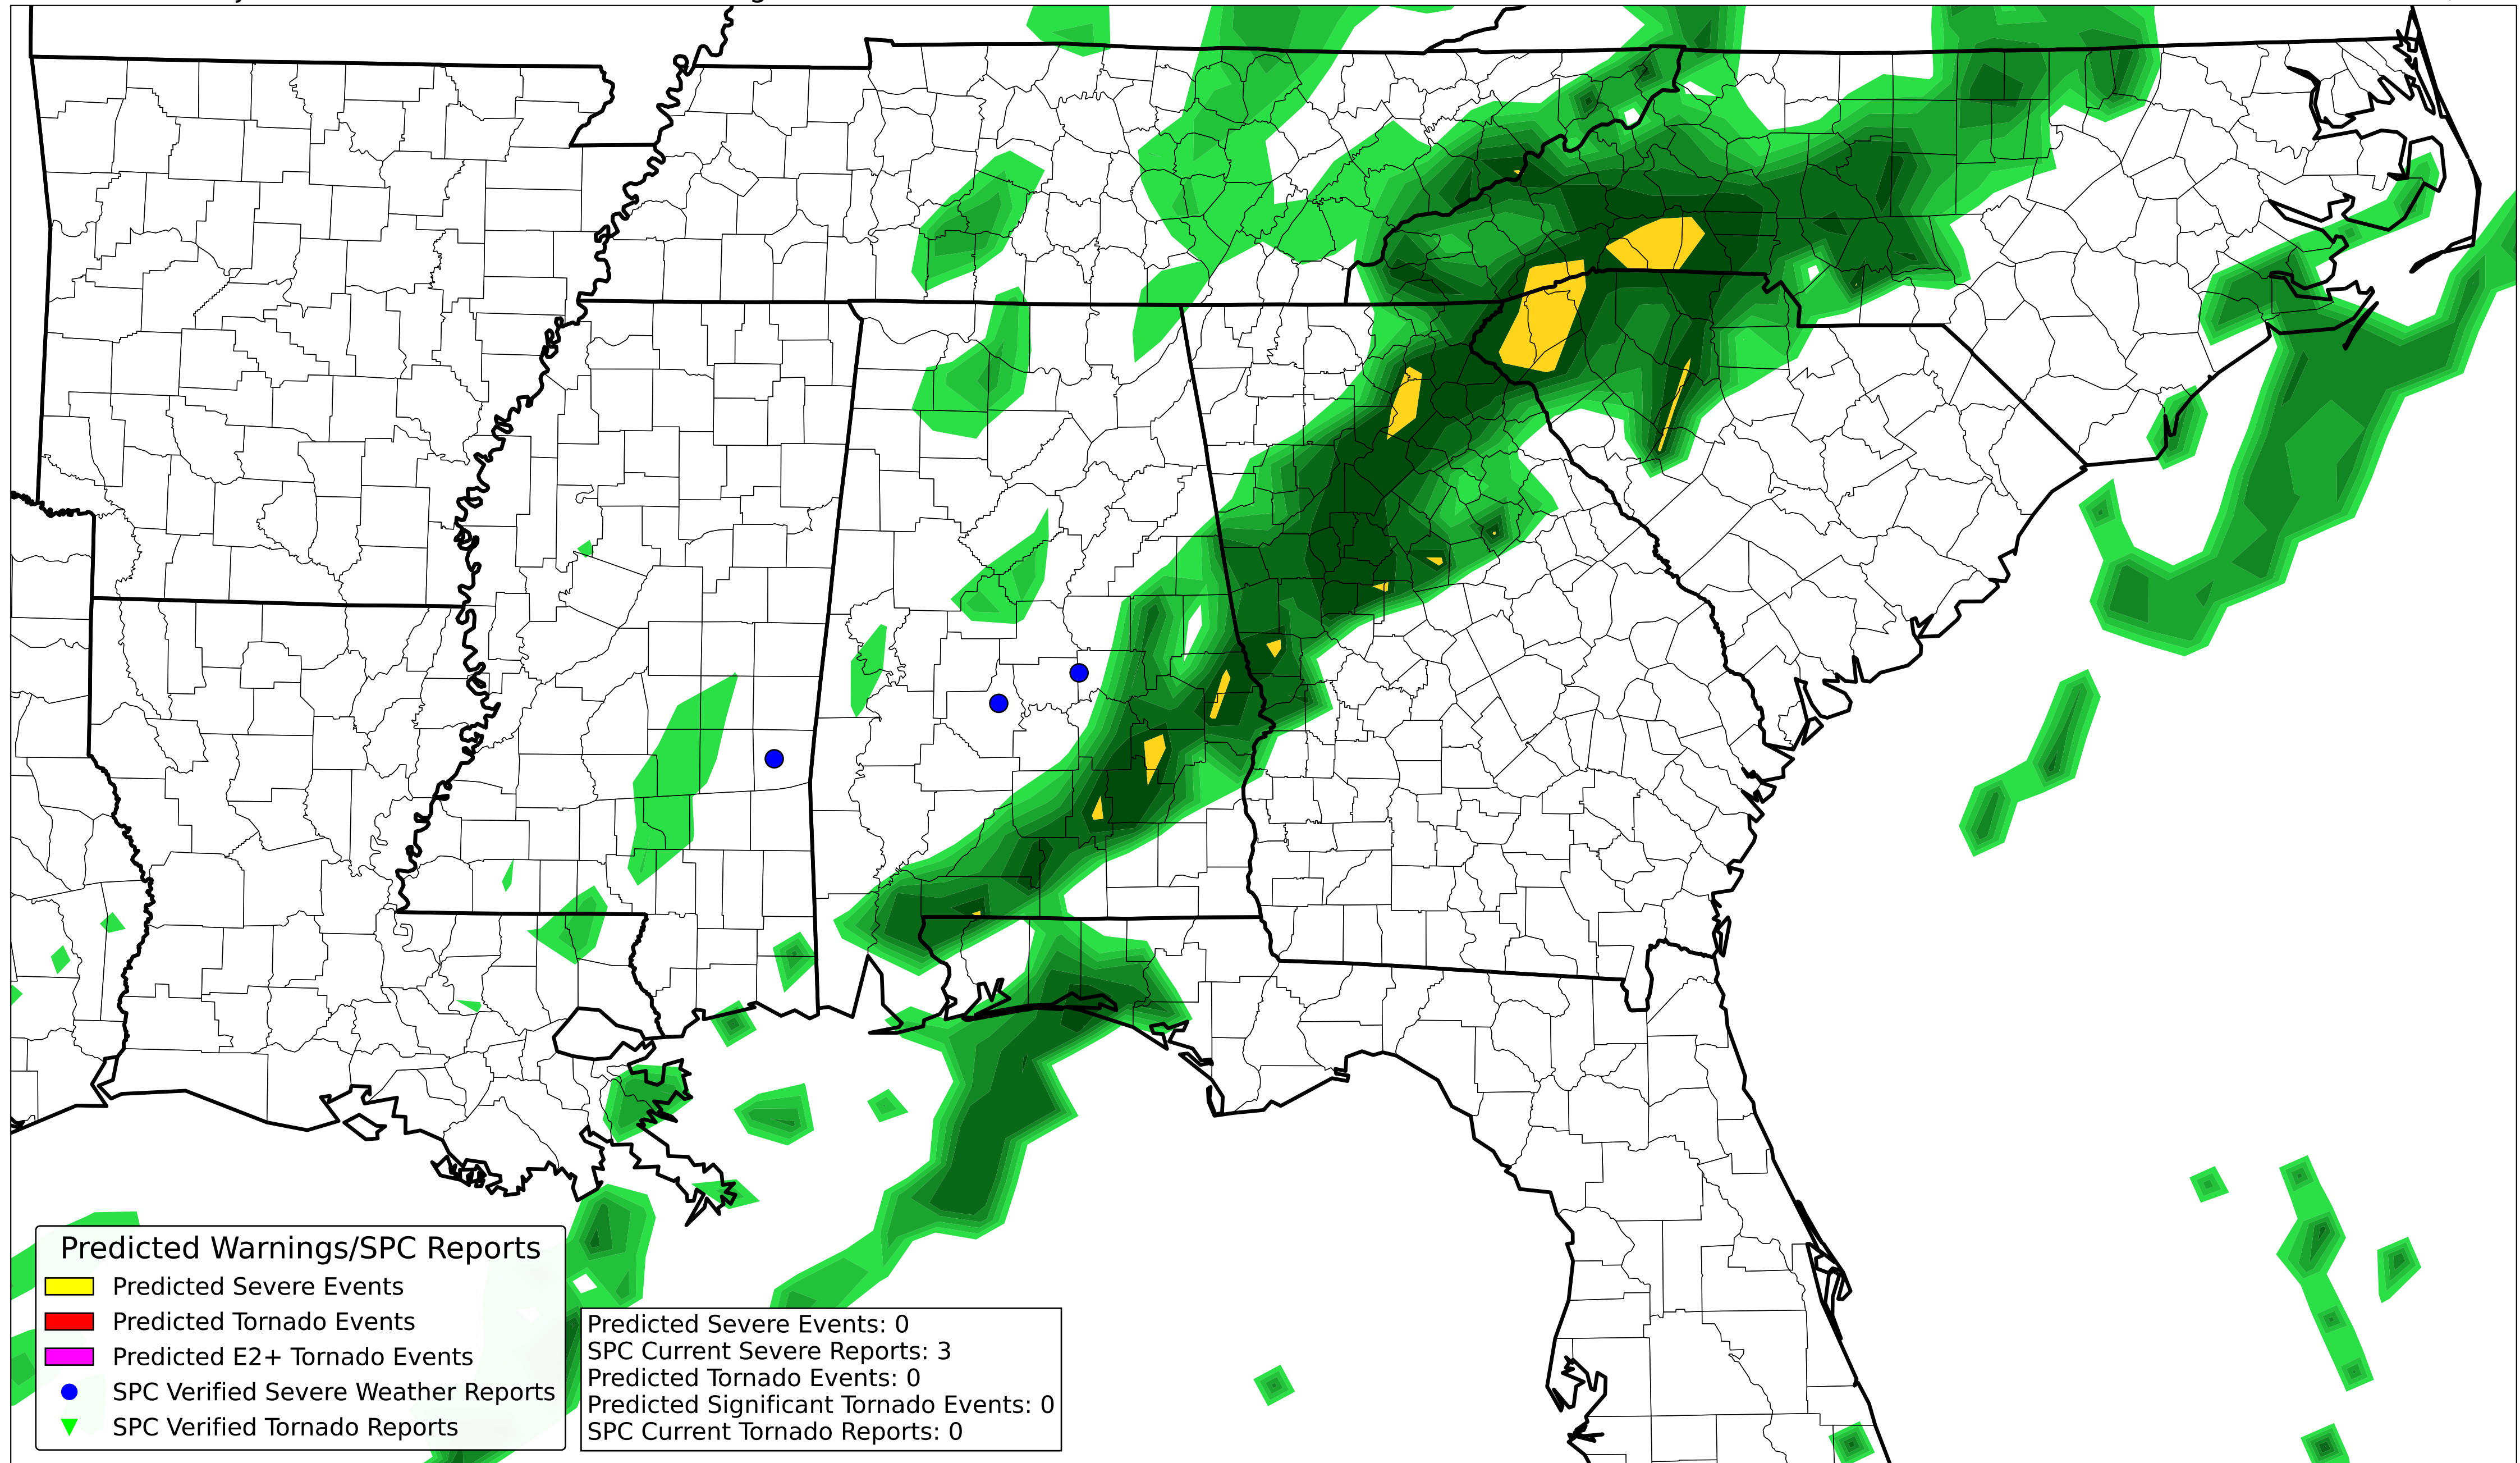 Predicted Warnings/SPC Reports
Predicted Severe Events
Predicted Tornado Events
Predicted E2+ Tornado Events
SPC Verified Severe Weather Reports
SPC Verified Tornado Reports
Predicted Severe Events: 0
SPC Current Severe Reports: 3
Predicted Tornado Events: 0
Predicted Significant Tornado Events: 0
SPC Current Tornado Reports: 0